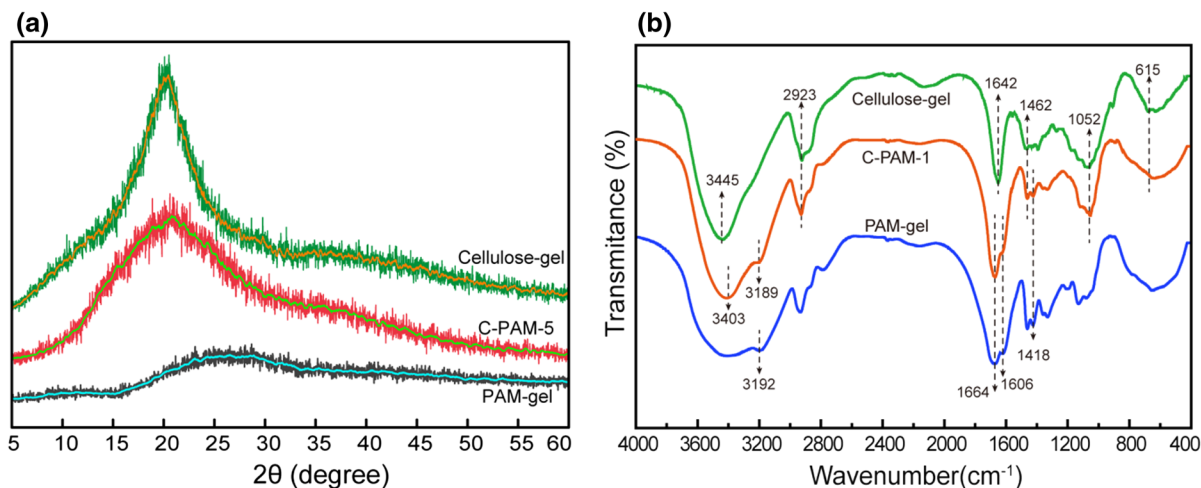 (a)
Cellulose-gel
C-PAM-5
PAM-gel
5 10 15 20 25 30 35 40 45 50 55 60
2θ (degree)
(b)
Transmitance (%)
2923
1642
1462
615
1052
Cellulose-gel
C-PAM-1
3445
PAM-gel
3189
3403
3192
1418
1664
1606
4000 3600 3200 2800 2400 2000 1600 1200 800 400
Wavenumber(cm⁻¹)